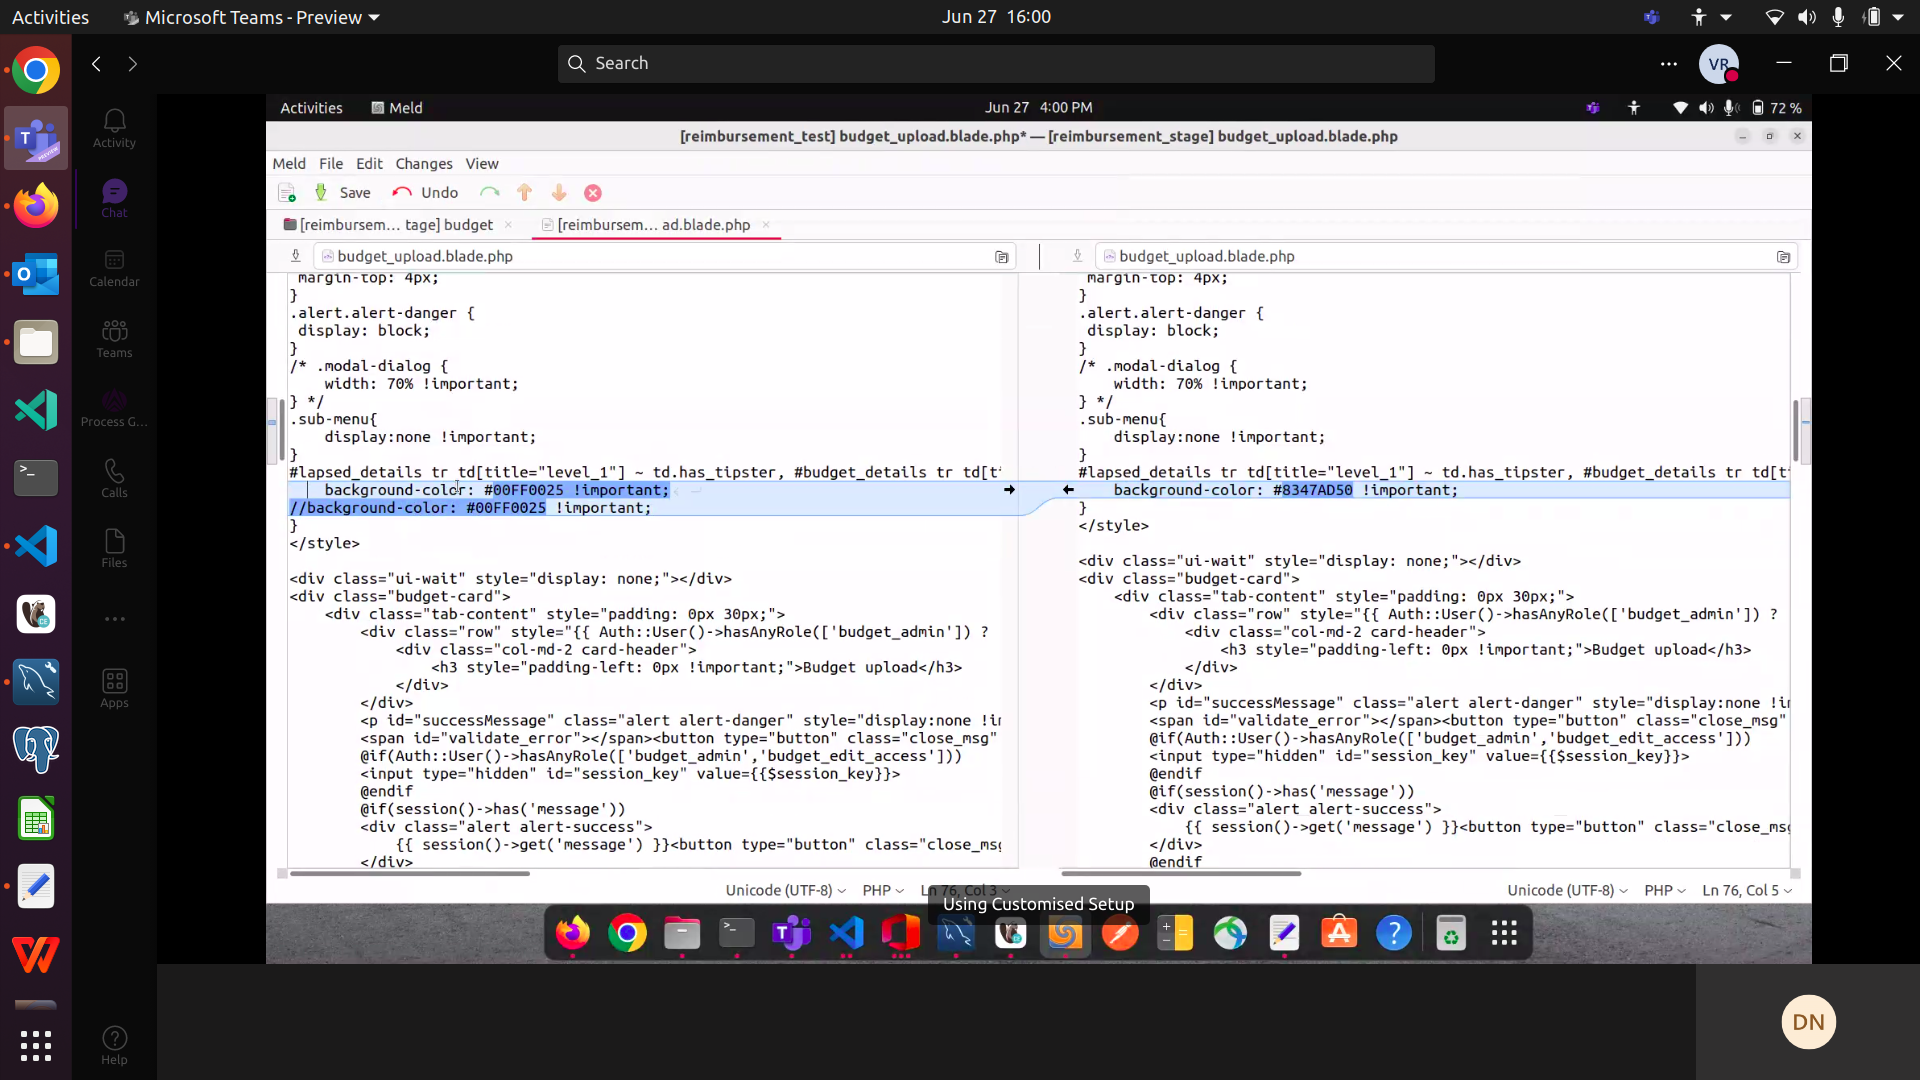 Activities Microsoft Teams - Preview Jun 27 16:00
Search
VR
Activity
Chat
Calendar
Teams
Process G...
Calls
Files
Apps
Help
Activities Meld Jun 27 4:00 PM 72 %
[reimbursement_test] budget_upload.blade.php* — [reimbursement_stage] budget_upload.blade.php
Meld File Edit Changes View
Save Undo
[reimbursem... tage] budget × [reimbursem... ad.blade.php ×
budget_upload.blade.php
margin-top: 4px;
}
.alert.alert-danger {
display: block;
}
/* .modal-dialog {
width: 70% !important;
} */
.sub-menu{
display:none !important;
}
#lapsed_details tr td[title="level_1"] ~ td.has_tipster, #budget_details tr td[ti
background-color: #00FF0025 !important;
//background-color: #00FF0025 !important;
}
</style>
<div class="ui-wait" style="display: none;"></div>
<div class="budget-card">
<div class="tab-content" style="padding: 0px 30px;">
<div class="row" style="{{ Auth::User()->hasAnyRole(['budget_admin']) ?
<div class="col-md-2 card-header">
<h3 style="padding-left: 0px !important;">Budget upload</h3>
</div>
</div>
<p id="successMessage" class="alert alert-danger" style="display:none !im
<span id="validate_error"></span><button type="button" class="close_msg"
@if(Auth::User()->hasAnyRole(['budget_admin','budget_edit_access']))
<input type="hidden" id="session_key" value={{$session_key}}>
@endif
@if(session()->has('message'))
<div class="alert alert-success">
{{ session()->get('message') }}<button type="button" class="close_ms
</div>
Unicode (UTF-8) PHP Ln 76, Col 3
budget_upload.blade.php
margin-top: 4px;
}
.alert.alert-danger {
display: block;
}
/* .modal-dialog {
width: 70% !important;
} */
.sub-menu{
display:none !important;
}
#lapsed_details tr td[title="level_1"] ~ td.has_tipster, #budget_details tr td[ti
background-color: #8347AD50 !important;
}
</style>
<div class="ui-wait" style="display: none;"></div>
<div class="budget-card">
<div class="tab-content" style="padding: 0px 30px;">
<div class="row" style="{{ Auth::User()->hasAnyRole(['budget_admin']) ?
<div class="col-md-2 card-header">
<h3 style="padding-left: 0px !important;">Budget upload</h3>
</div>
</div>
<p id="successMessage" class="alert alert-danger" style="display:none !im
<span id="validate_error"></span><button type="button" class="close_msg"
@if(Auth::User()->hasAnyRole(['budget_admin','budget_edit_access']))
<input type="hidden" id="session_key" value={{$session_key}}>
@endif
@if(session()->has('message'))
<div class="alert alert-success">
{{ session()->get('message') }}<button type="button" class="close_ms
</div>
@endif
Unicode (UTF-8) PHP Ln 76, Col 5
Using Customised Setup
DN